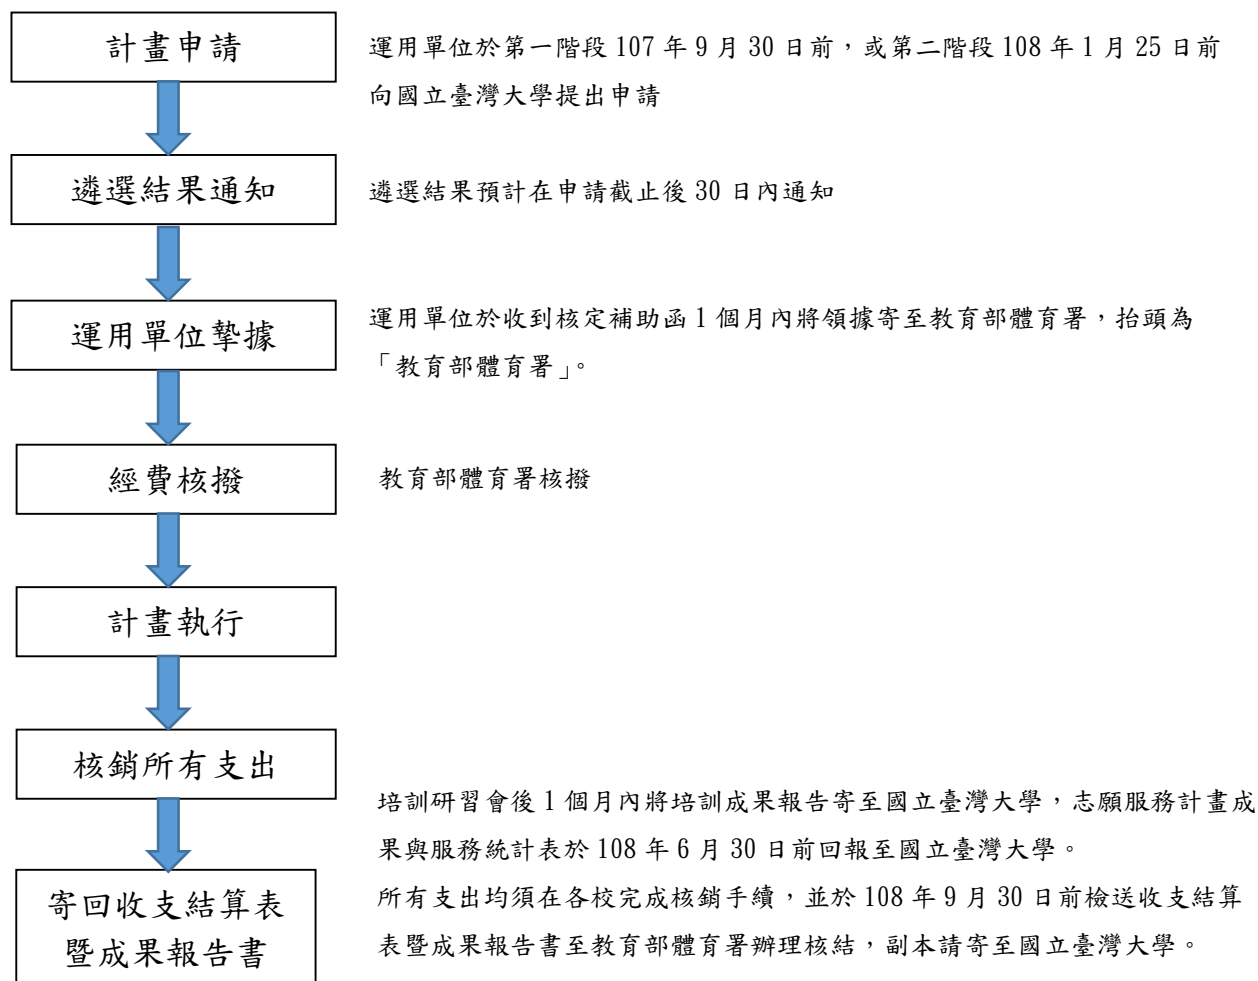 計畫申請
運用單位於第一階段 107 年 9 月 30 日前,或第二階段 108 年 1 月 25 日前
向國立臺灣大學提出申請
遴選結果通知
遴選結果預計在申請截止後 30 日內通知
運用單位摯據
運用單位於收到核定補助函 1 個月內將領據寄至教育部體育署,抬頭為
「教育部體育署」。
經費核撥
教育部體育署核撥
計畫執行
核銷所有支出
培訓研習會後 1 個月內將培訓成果報告寄至國立臺灣大學,志願服務計畫成
果與服務統計表於 108 年 6 月 30 日前回報至國立臺灣大學。
寄回收支結算表
暨成果報告書
所有支出均須在各校完成核銷手續,並於 108 年 9 月 30 日前檢送收支結算
表暨成果報告書至教育部體育署辦理核結,副本請寄至國立臺灣大學。